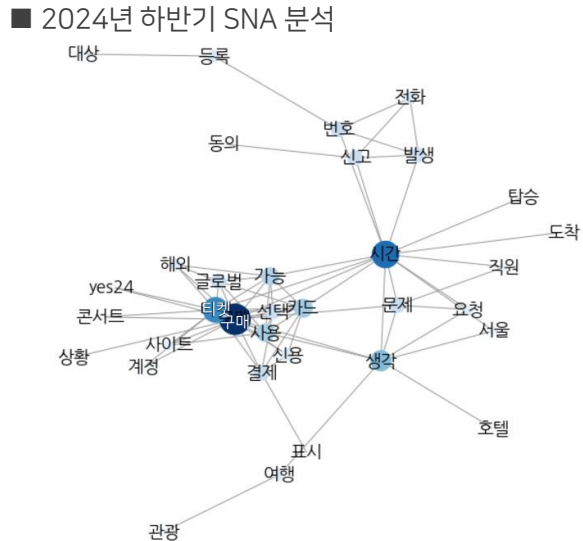 ■ 2024년 하반기 SNA 분석
대상
등록
전화
번호
동의
신고
발생
탑승
도착
시간
직원
해외
글로벌
가능
yes24
티켓
콘서트
구매
선택
카드
문제
요청
서울
사용
상황
사이트
계정
신용
결제
생각
호텔
표시
여행
관광